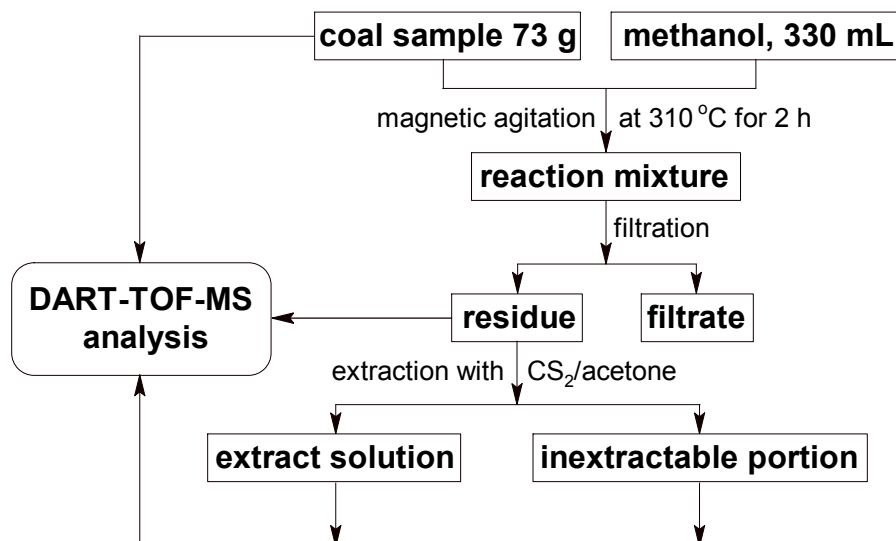 coal sample 73 g
methanol, 330 mL
magnetic agitation at 310 °C for 2 h
reaction mixture
filtration
DART-TOF-MS
analysis
residue
filtrate
extraction with CS₂/acetone
extract solution
inextractable portion